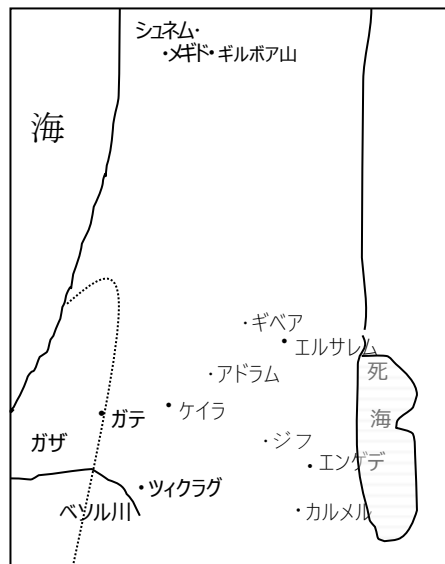 シュネム
メギド
ギルボア山
海
ギベア
エルサレム
死
海
アドラム
ケイラ
ガテ
ガザ
ジフ
エンゲデ
ツィクラグ
ベソル川
カルメル